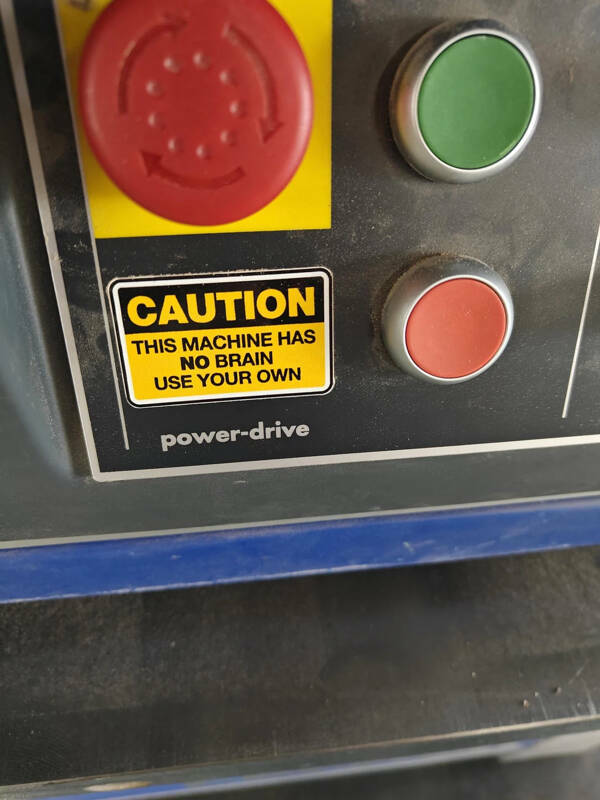 CAUTION
THIS MACHINE HAS
NO BRAIN
USE YOUR OWN
power-drive